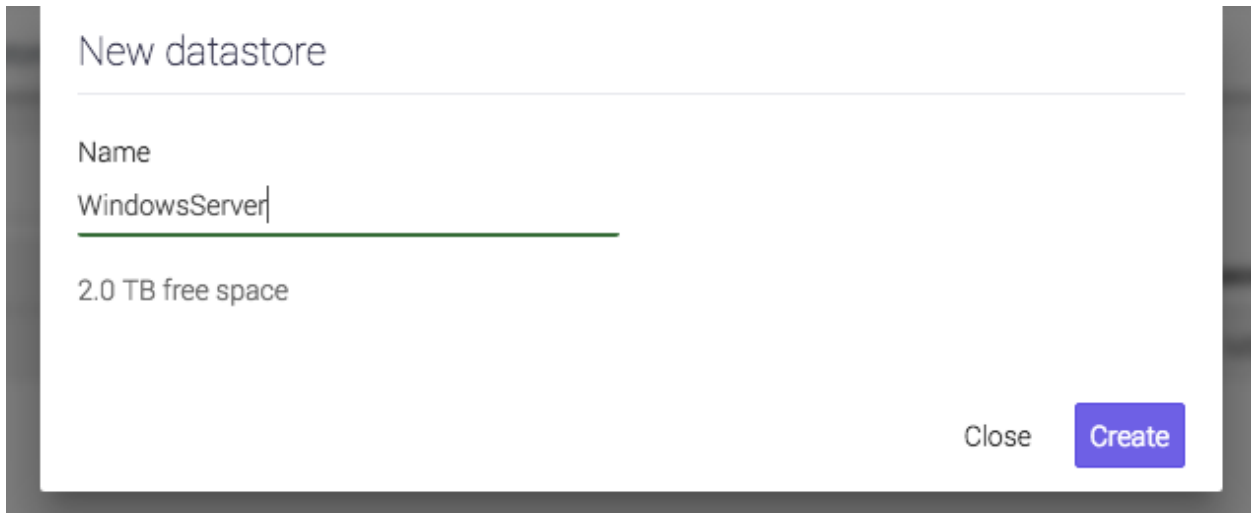 New datastore
Name
WindowsServer
2.0 TB free space
Close Create